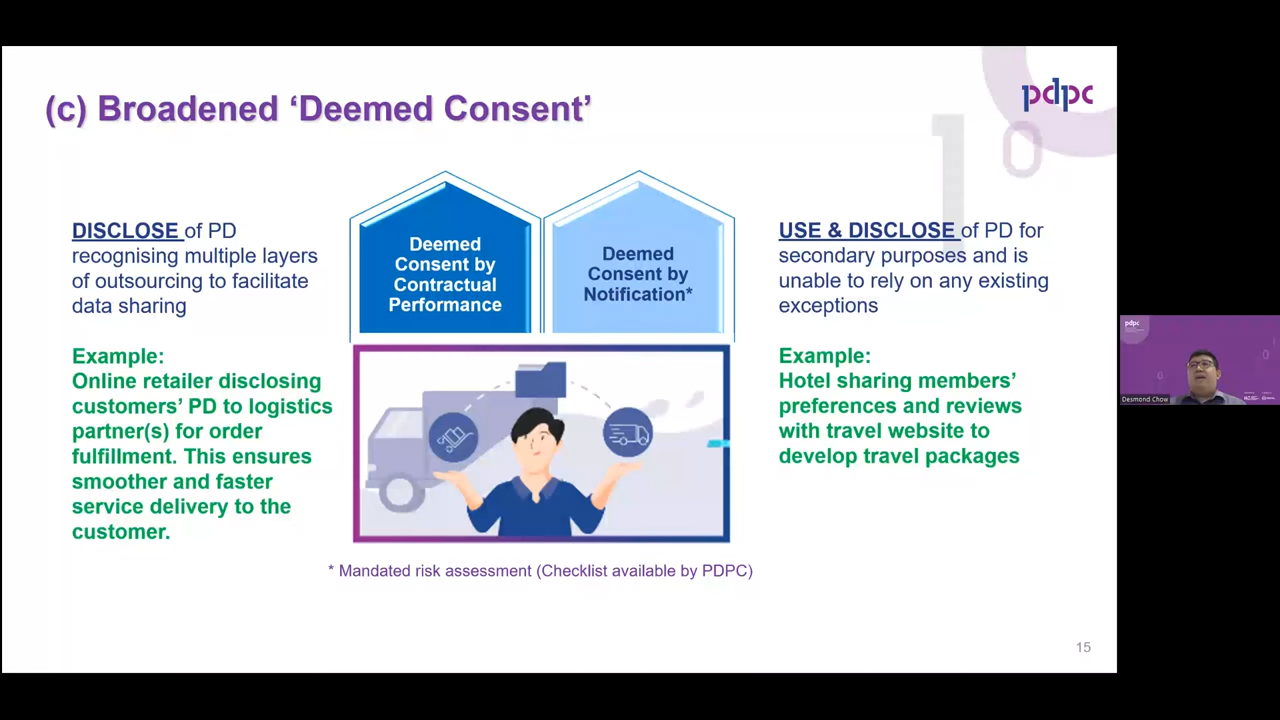 (c) Broadened ‘Deemed Consent’
pdpc
1 0
DISCLOSE of PD
recognising multiple layers
of outsourcing to facilitate
data sharing
Example:
Online retailer disclosing
customers’ PD to logistics
partner(s) for order
fulfillment. This ensures
smoother and faster
service delivery to the
customer.
Deemed
Consent by
Contractual
Performance
Deemed
Consent by
Notification*
USE & DISCLOSE of PD for
secondary purposes and is
unable to rely on any existing
exceptions
Example:
Hotel sharing members’
preferences and reviews
with travel website to
develop travel packages
* Mandated risk assessment (Checklist available by PDPC)
15
pdpc
Desmond Chow